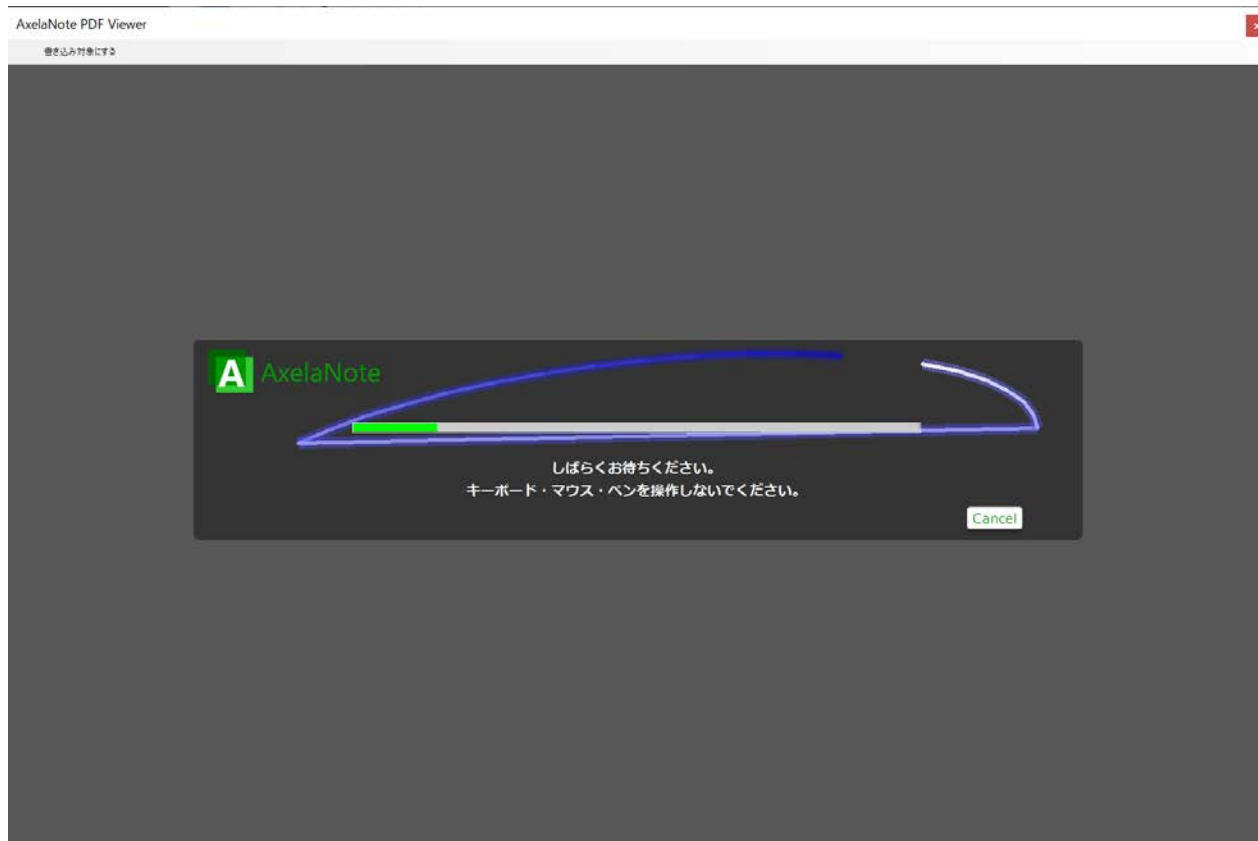 AxelaNote PDF Viewer
書き込み対象にする
A AxelaNote
しばらくお待ちください。
キーボード・マウス・ペンを操作しないでください。
Cancel